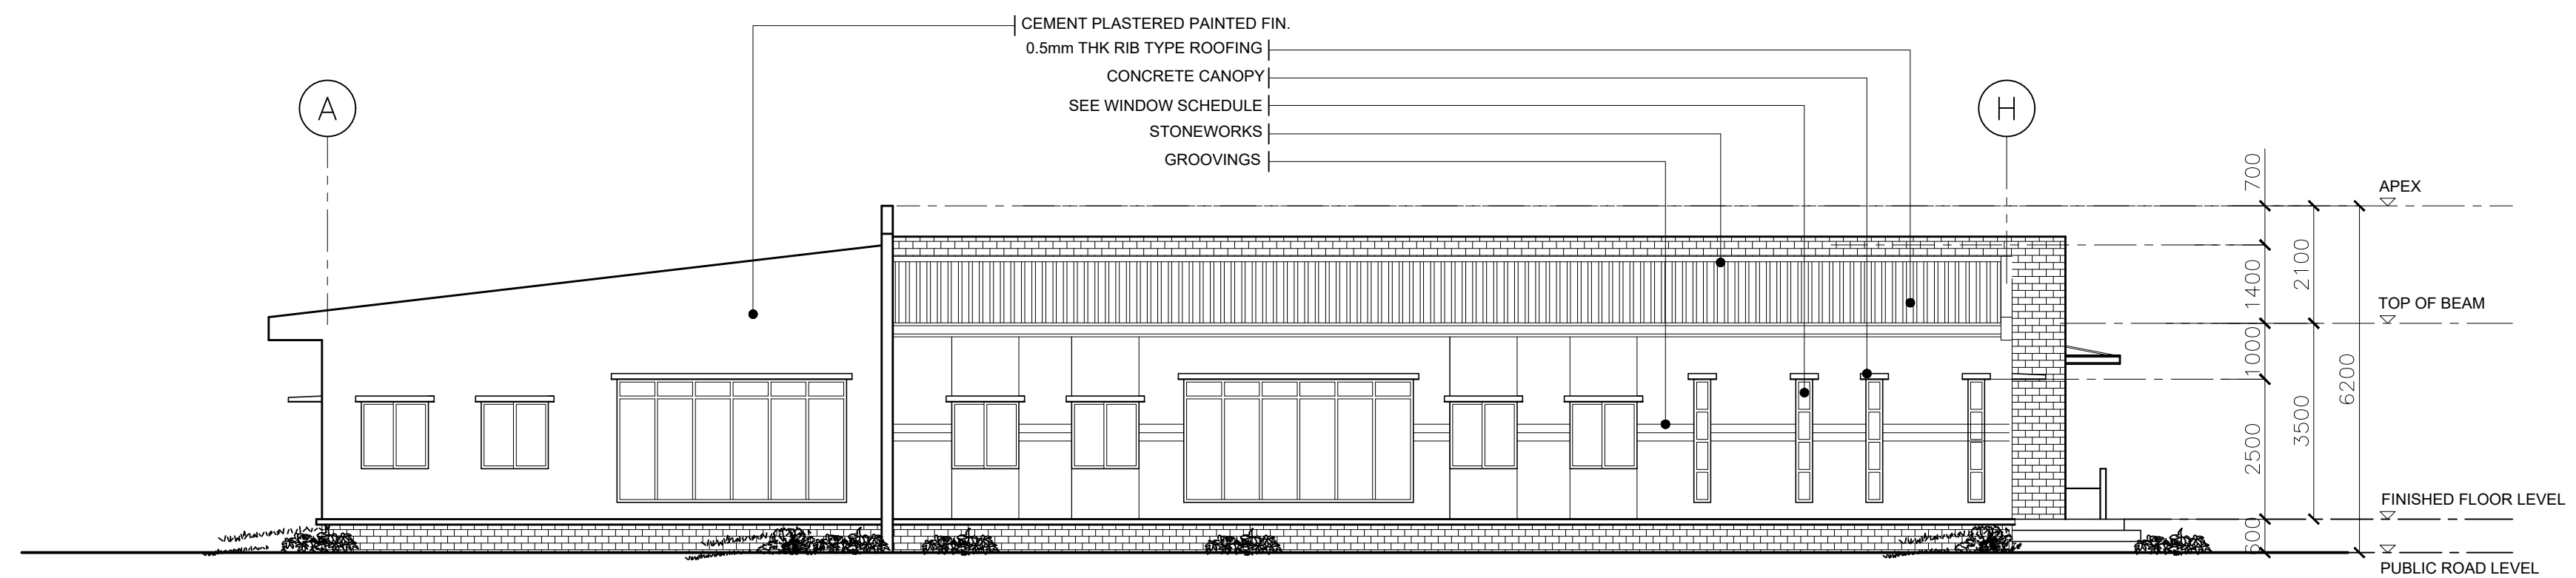 CEMENT PLASTERED PAINTED FIN.
0.5mm THK RIB TYPE ROOFING
CONCRETE CANOPY
SEE WINDOW SCHEDULE
STONEWORKS
GROOVINGS
A
H
700
1400
1000
2500
600
2100
3500
6200
APEX
TOP OF BEAM
FINISHED FLOOR LEVEL
PUBLIC ROAD LEVEL